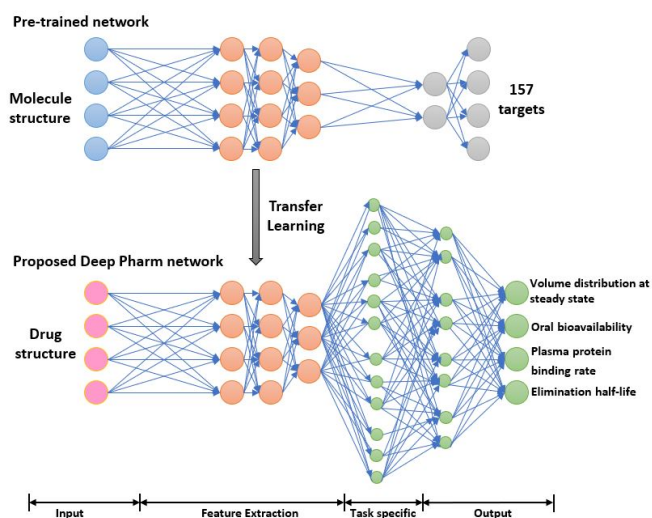 Pre-trained network
Molecule
structure
157
targets
Transfer
Learning
Proposed Deep Pharm network
Drug
structure
Volume distribution at
steady state
Oral bioavailability
Plasma protein
binding rate
Elimination half-life
Input
Feature Extraction
Task specific
Output